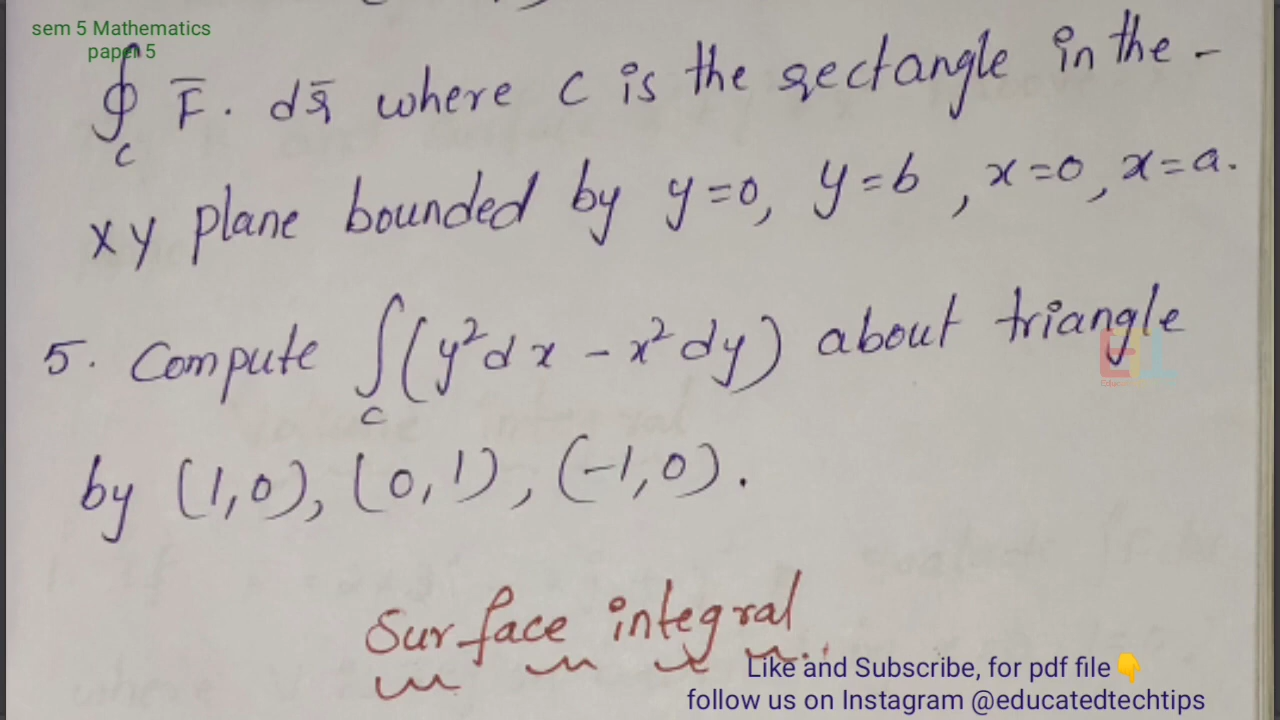 sem 5 Mathematics
paper 5
∮_C F̄ . dr̄ where C is the rectangle in the -
xy plane bounded by y=0, y=b, x=0, x=a.
5. Compute ∫_C (y²dx - x²dy) about triangle
by (1,0), (0,1), (-1,0).
Surface integral
Like and Subscribe, for pdf file👇
follow us on Instagram @educatedtechtips